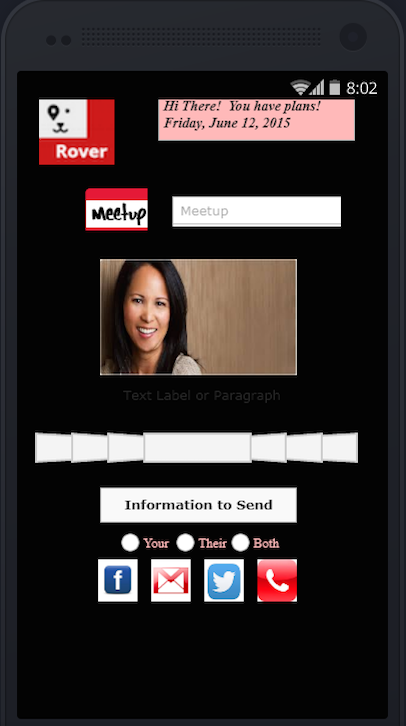 8:02
Hi There! You have plans!
Friday, June 12, 2015
Rover
Meetup
Meetup
Text Label or Paragraph
Information to Send
Your Their Both
f